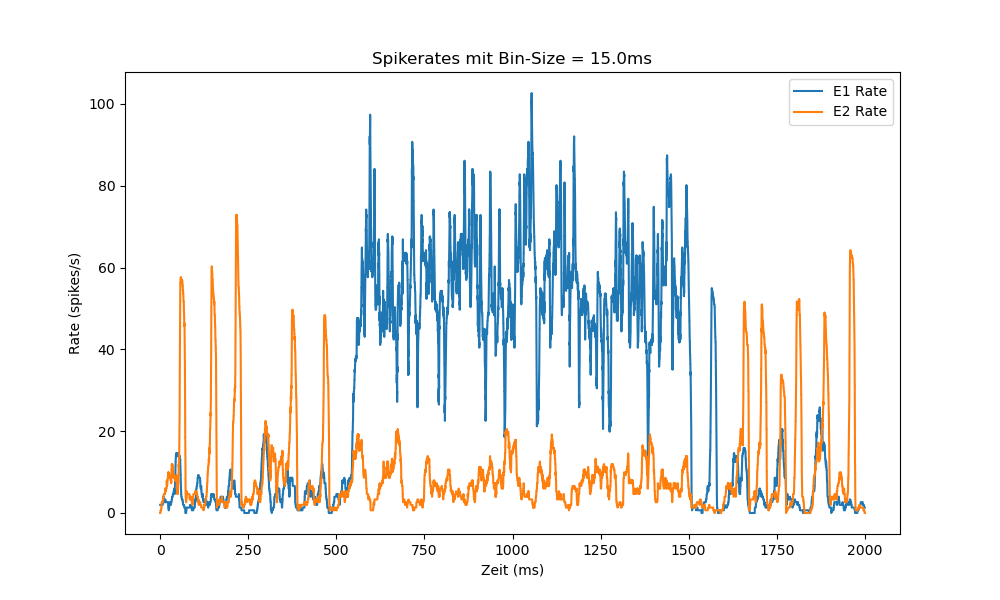 Spikerates mit Bin-Size = 15.0ms
E1 Rate
E2 Rate
100
80
60
40
20
0
Rate (spikes/s)
0 250 500 750 1000 1250 1500 1750 2000
Zeit (ms)